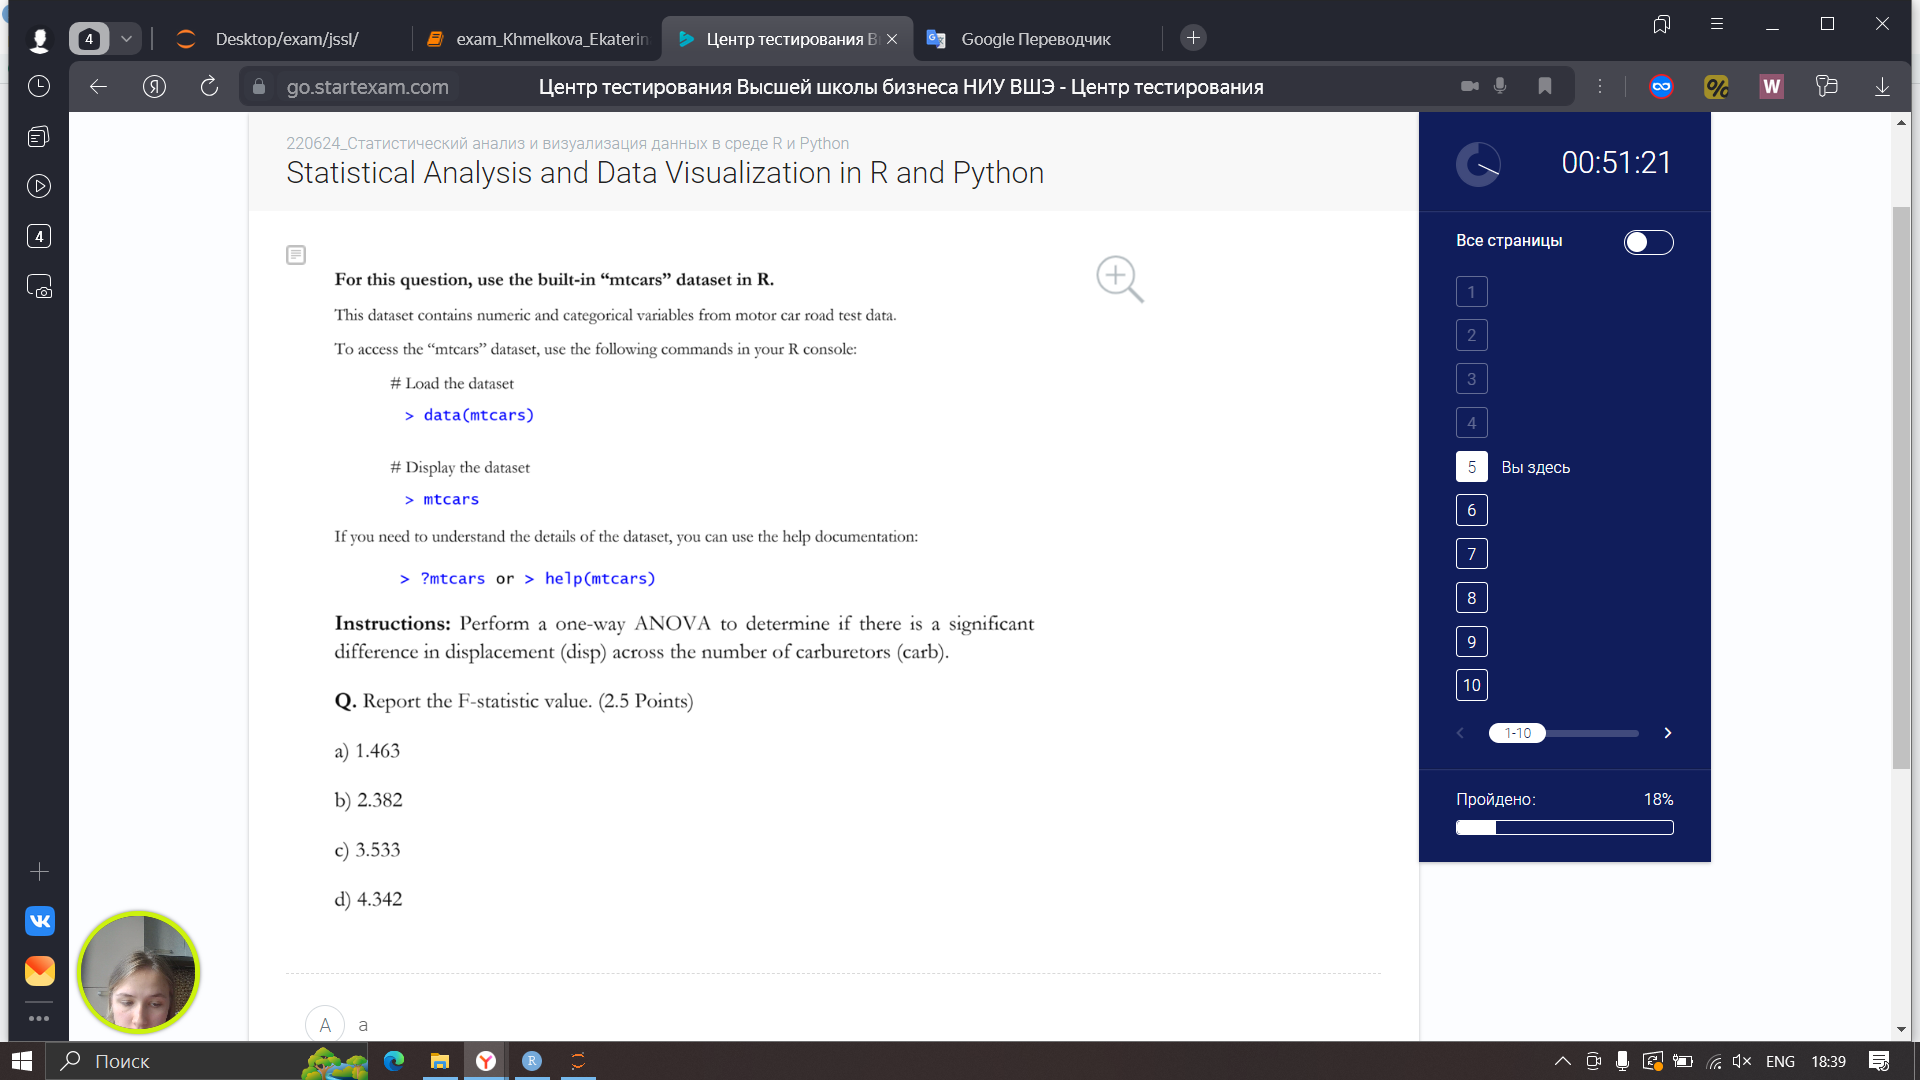 4
Desktop/exam/jssl/
exam_Khmelkova_Ekaterin
Центр тестирования В
Google Переводчик
Я
go.startexam.com
Центр тестирования Высшей школы бизнеса НИУ ВШЭ - Центр тестирования
%
W
4
220624_Статистический анализ и визуализация данных в среде R и Python
Statistical Analysis and Data Visualization in R and Python
For this question, use the built-in “mtcars” dataset in R.
This dataset contains numeric and categorical variables from motor car road test data.
To access the “mtcars” dataset, use the following commands in your R console:
# Load the dataset
> data(mtcars)
# Display the dataset
> mtcars
If you need to understand the details of the dataset, you can use the help documentation:
> ?mtcars or > help(mtcars)
Instructions: Perform a one-way ANOVA to determine if there is a significant
difference in displacement (disp) across the number of carburetors (carb).
Q. Report the F-statistic value. (2.5 Points)
a) 1.463
b) 2.382
c) 3.533
d) 4.342
A a
00:51:21
Все страницы
1
2
3
4
5 Вы здесь
6
7
8
9
10
1-10
Пройдено: 18%
Поиск
R
ENG
18:39